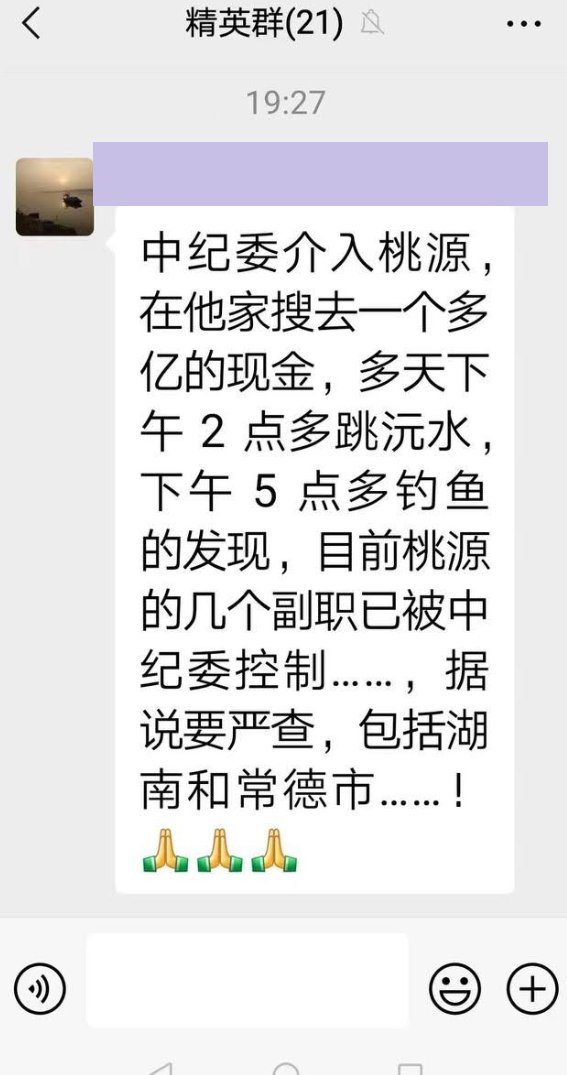 精英群(21)
19:27
中纪委介入桃源，
在他家搜去一个多
亿的现金，多天下
午 2 点多跳沅水，
下午 5 点多钓鱼
的发现，目前桃源
的几个副职已被中
纪委控制……，据
说要严查，包括湖
南和常德市……！
🙏🙏🙏